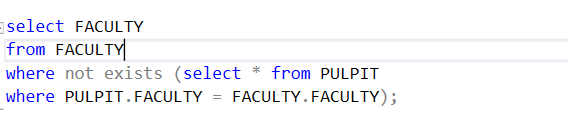 select FACULTY
from FACULTY
where not exists (select * from PULPIT
where PULPIT.FACULTY = FACULTY.FACULTY);